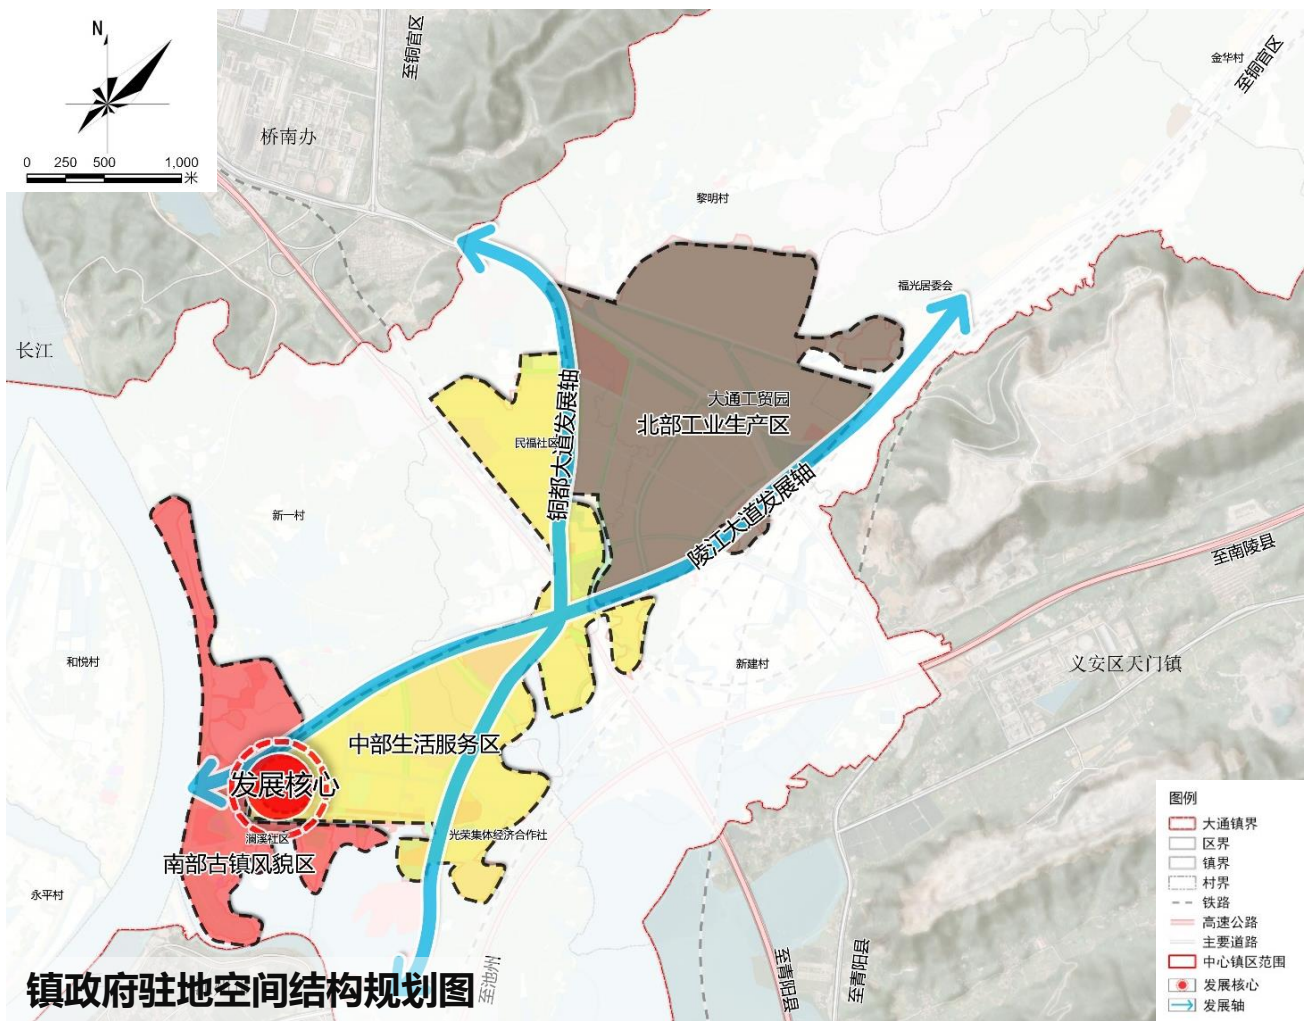 N
0 250 500 1,000
米
至铜官区
金华村
至铜官区
桥南办
黎明村
福光居委会
长江
大通工贸园
北部工业生产区
民福社区
铜都大道发展轴
陵江大道发展轴
新一村
至南陵县
和悦村
新建村
义安区天门镇
中部生活服务区
发展核心
澜溪社区
光荣集体经济合作社
南部古镇风貌区
永平村
至池州
至青阳县
至青阳县
镇政府驻地空间结构规划图
图例
大通镇界
区界
镇界
村界
铁路
高速公路
主要道路
中心镇区范围
发展核心
发展轴